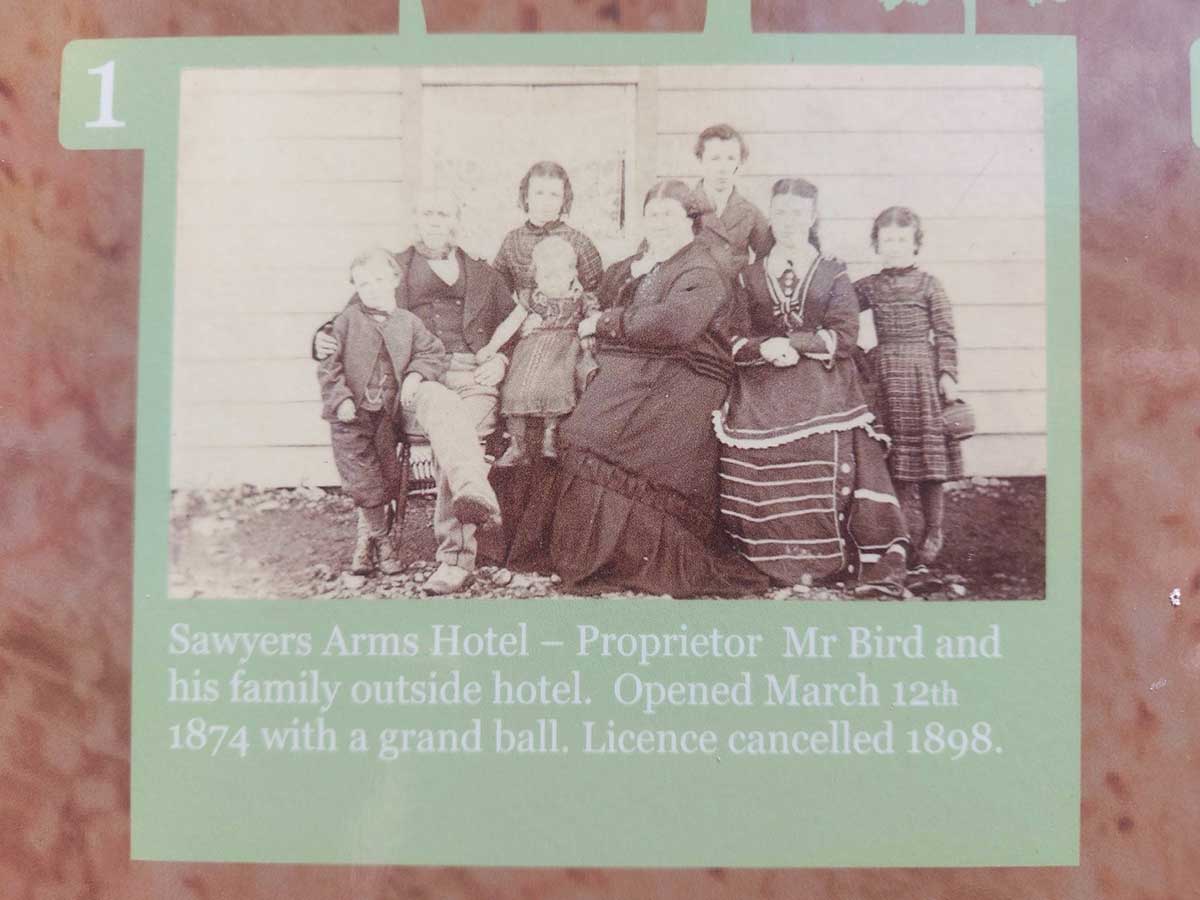 1
Sawyers Arms Hotel – Proprietor Mr Bird and
his family outside hotel. Opened March 12th
1874 with a grand ball. Licence cancelled 1898.